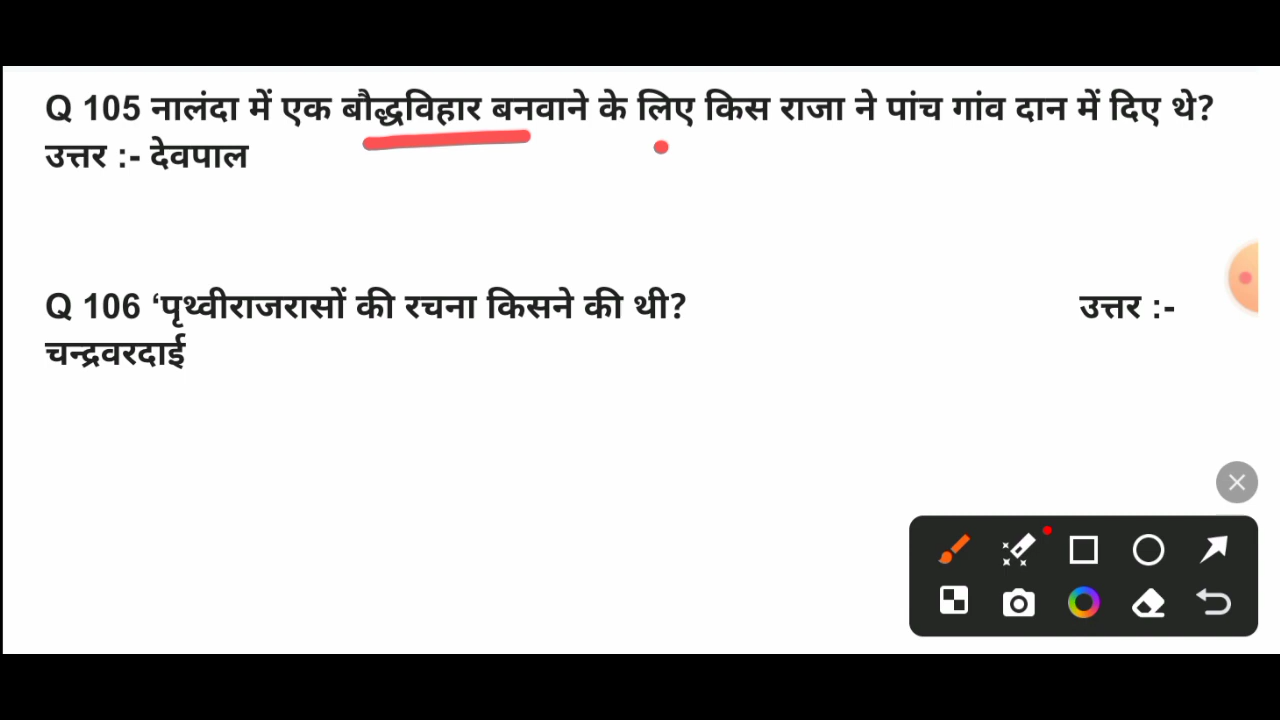 Q 105 नालंदा में एक बौद्धविहार बनवाने के लिए किस राजा ने पांच गांव दान में दिए थे?
उत्तर :- देवपाल
Q 106 ‘पृथ्वीराजरासों की रचना किसने की थी? उत्तर :-
चन्द्रवरदाई